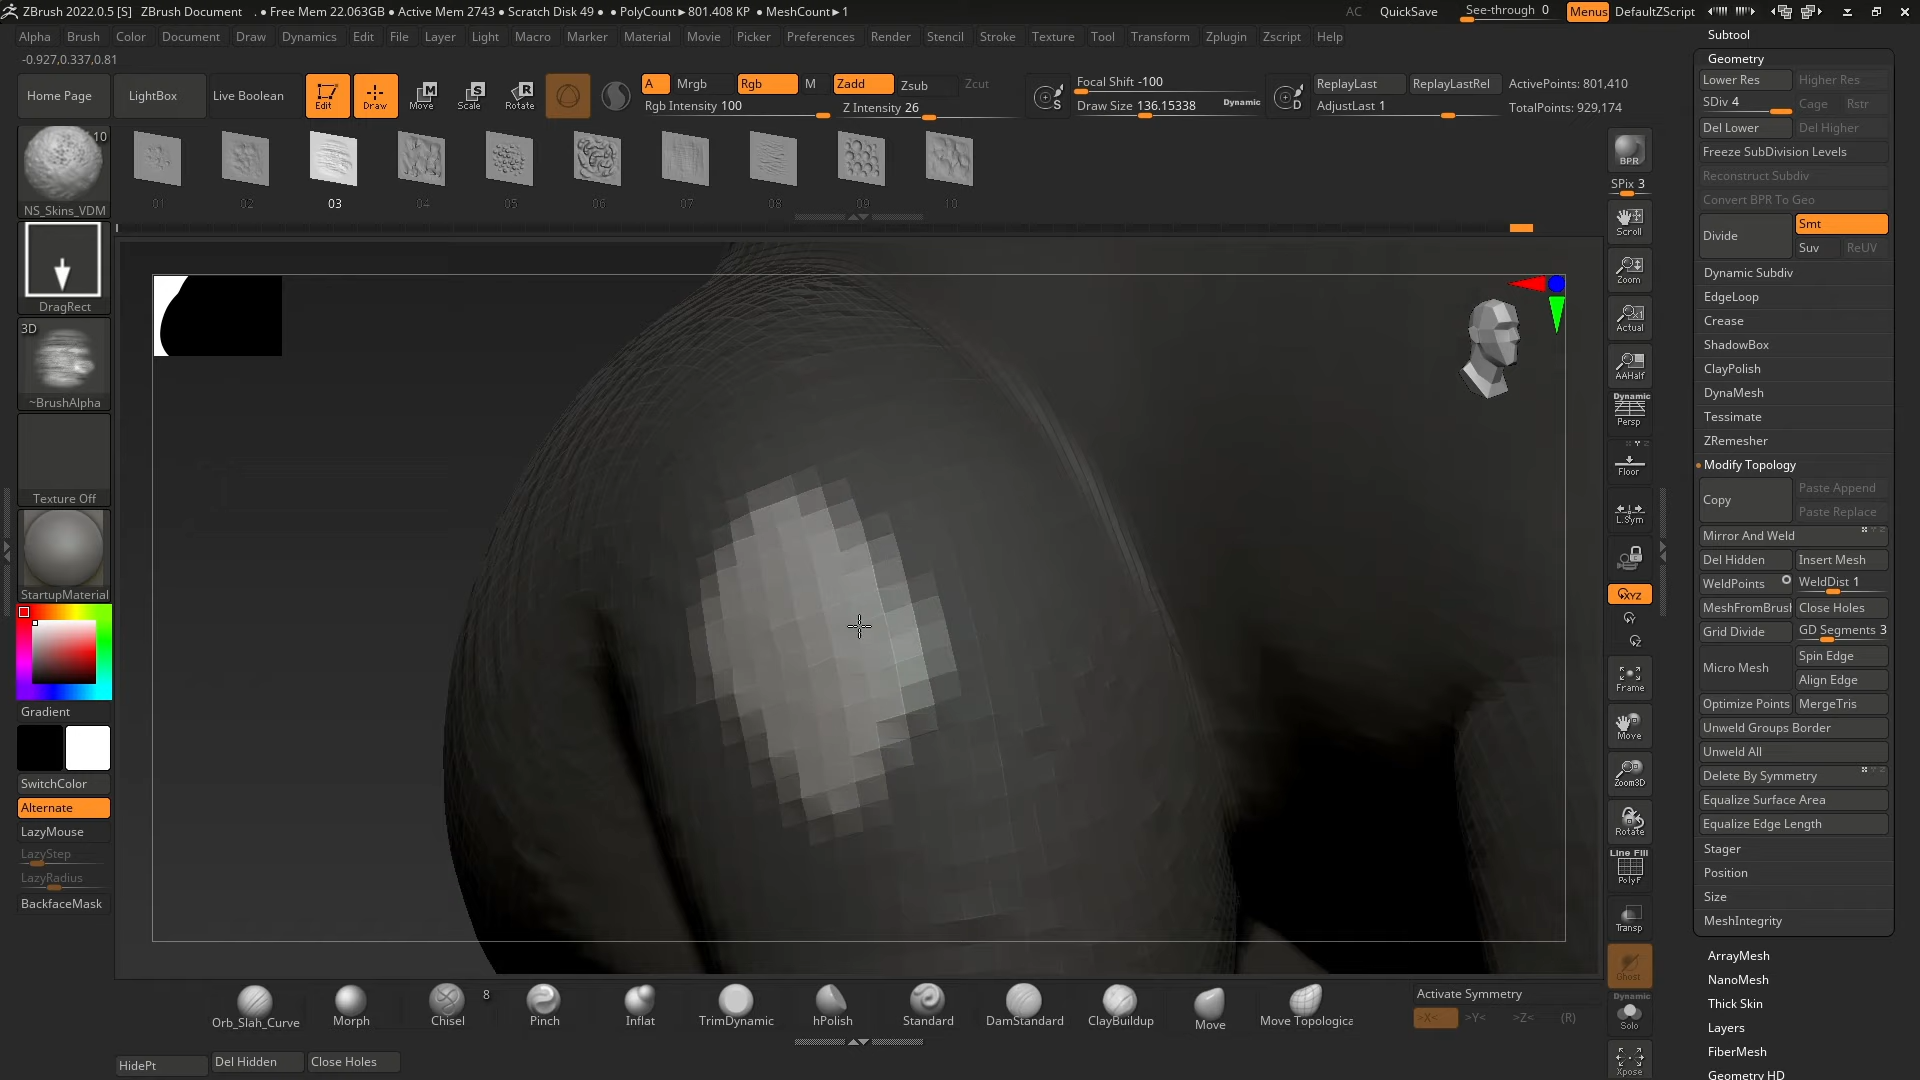 ZBrush 2022.0.5 [S] ZBrush Document . • Free Mem 22.063GB • Active Mem 2743 • Scratch Disk 49 • • PolyCount► 801.408 KP • MeshCount► 1 AC QuickSave See-through 0 Menus DefaultZScript
Alpha Brush Color Document Draw Dynamics Edit File Layer Light Macro Marker Material Movie Picker Preferences Render Stencil Stroke Texture Tool Transform Zplugin Zscript Help
-0.927,0.337,0.81
Home Page LightBox Live Boolean Edit Draw Move Scale Rotate
A Mrgb Rgb M Zadd Zsub Zcut
Rgb Intensity 100 Z Intensity 26
Focal Shift -100
Draw Size 136.15338 Dynamic
ReplayLast ReplayLastRel
AdjustLast 1
ActivePoints: 801,410
TotalPoints: 929,174
10
NS_Skins_VDM
01 02 03 04 05 06 07 08 09 10
DragRect
3D
~BrushAlpha
Texture Off
StartupMaterial
Gradient
SwitchColor
Alternate
LazyMouse
LazyStep
LazyRadius
BackfaceMask
BPR
SPix 3
Scroll
Zoom
Actual
AAHalf
Dynamic
Persp
Floor
L.Sym
XYZ
Frame
Move
Zoom3D
Rotate
Line Fill
PolyF
Transp
Ghost
Dynamic
Solo
Xpose
Subtool
Geometry
Lower Res Higher Res
SDiv 4 Cage Rstr
Del Lower Del Higher
Freeze SubDivision Levels
Reconstruct Subdiv
Convert BPR To Geo
Divide Smt
Suv ReUV
Dynamic Subdiv
EdgeLoop
Crease
ShadowBox
ClayPolish
DynaMesh
Tessimate
ZRemesher
Modify Topology
Copy Paste Append
Paste Replace
Mirror And Weld
Del Hidden Insert Mesh
WeldPoints WeldDist 1
MeshFromBrush Close Holes
Grid Divide GD Segments 3
Micro Mesh Spin Edge
Align Edge
Optimize Points MergeTris
Unweld Groups Border
Unweld All
Delete By Symmetry
Equalize Surface Area
Equalize Edge Length
Stager
Position
Size
MeshIntegrity
ArrayMesh
NanoMesh
Thick Skin
Layers
FiberMesh
Geometry HD
8
Orb_Slah_Curve Morph Chisel Pinch Inflat TrimDynamic hPolish Standard DamStandard ClayBuildup Move Move Topologica
Activate Symmetry
>X< >Y< >Z< (R)
HidePt Del Hidden Close Holes